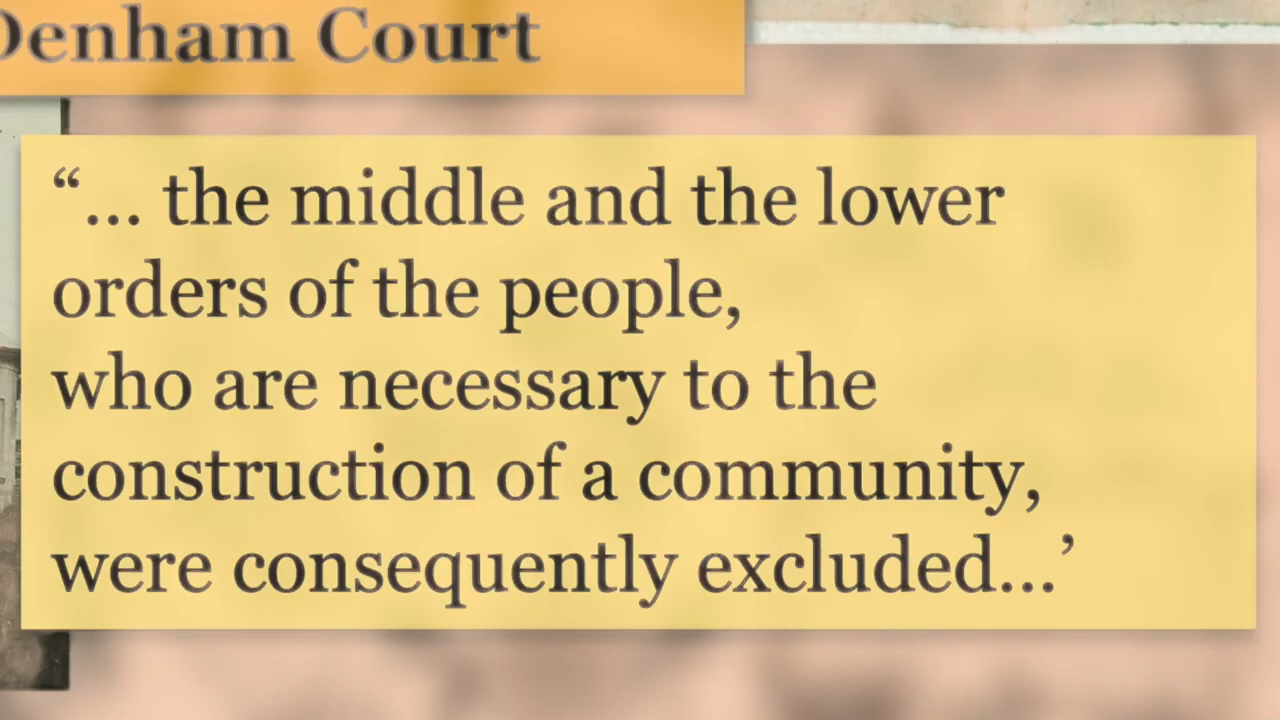 Denham Court
“... the middle and the lower
orders of the people,
who are necessary to the
construction of a community,
were consequently excluded...’